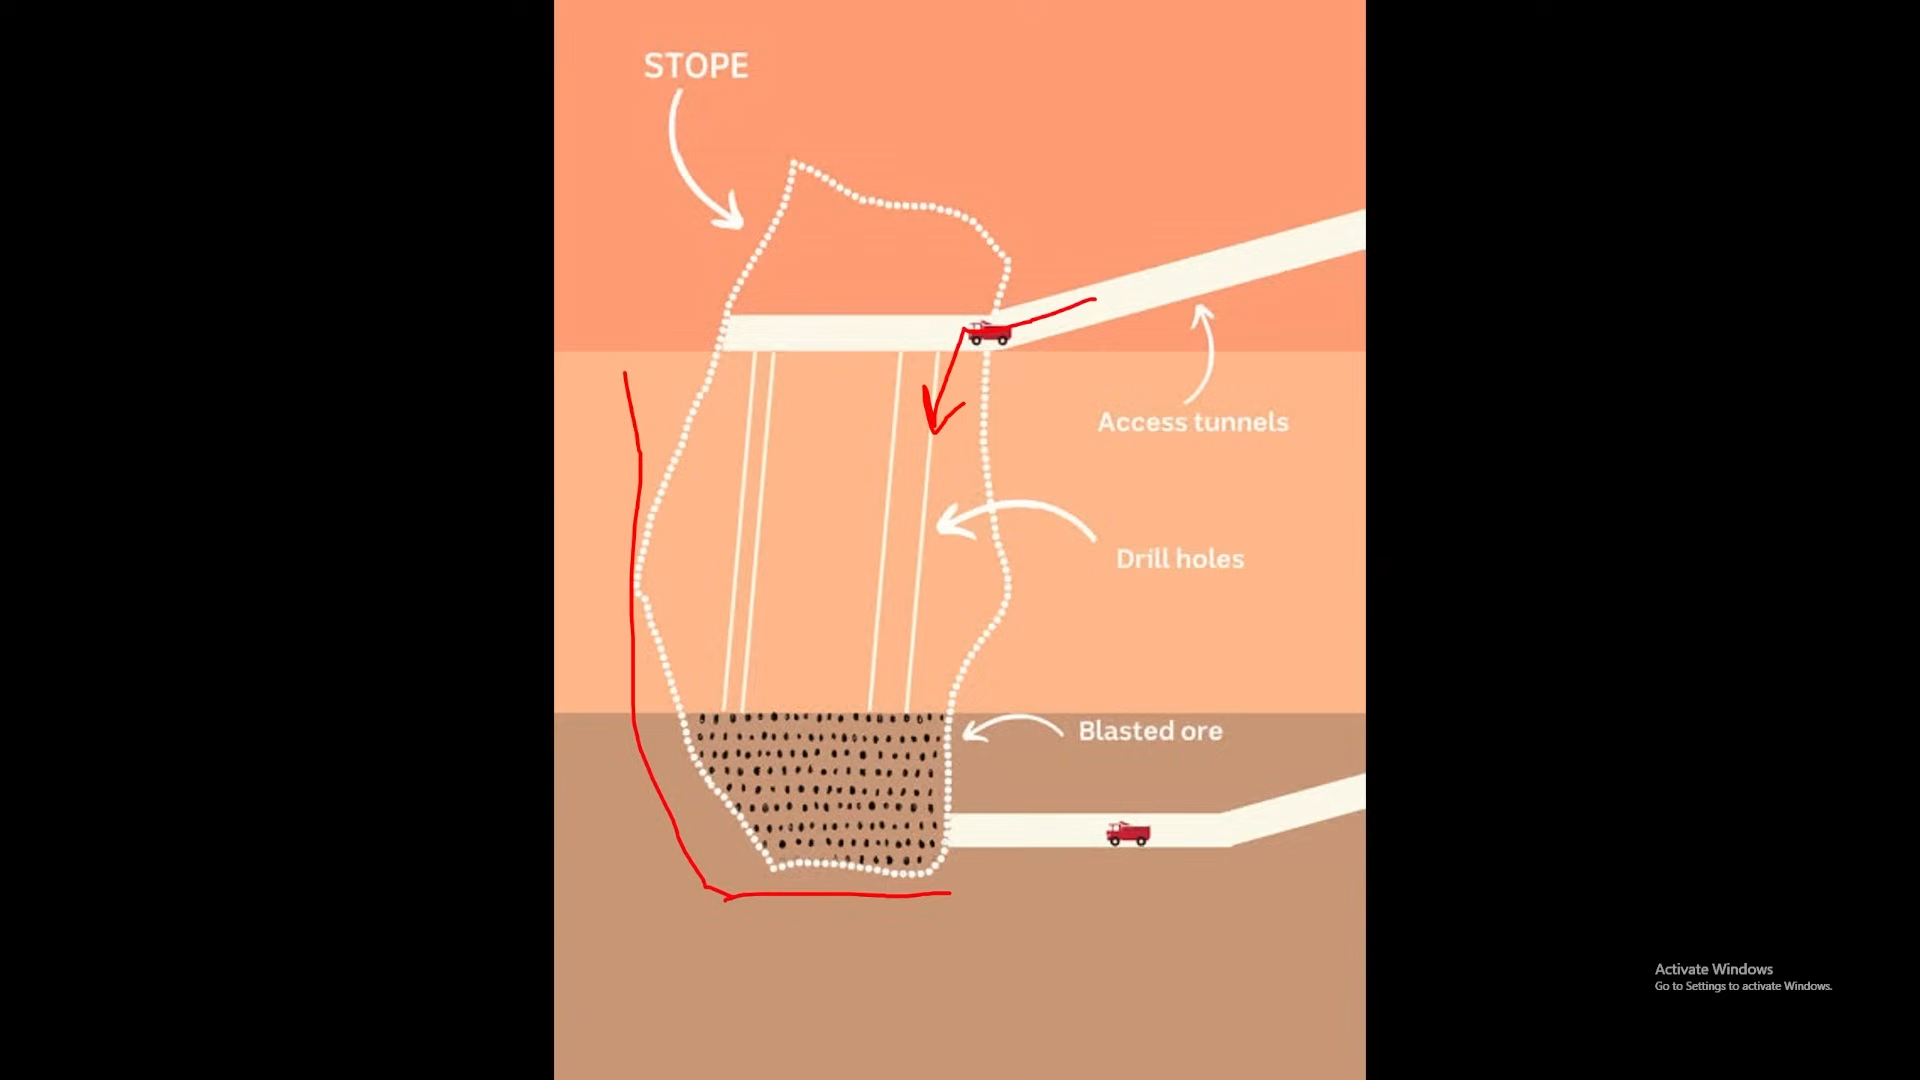 STOPE
Access tunnels
Drill holes
Blasted ore
Activate Windows
Go to Settings to activate Windows.